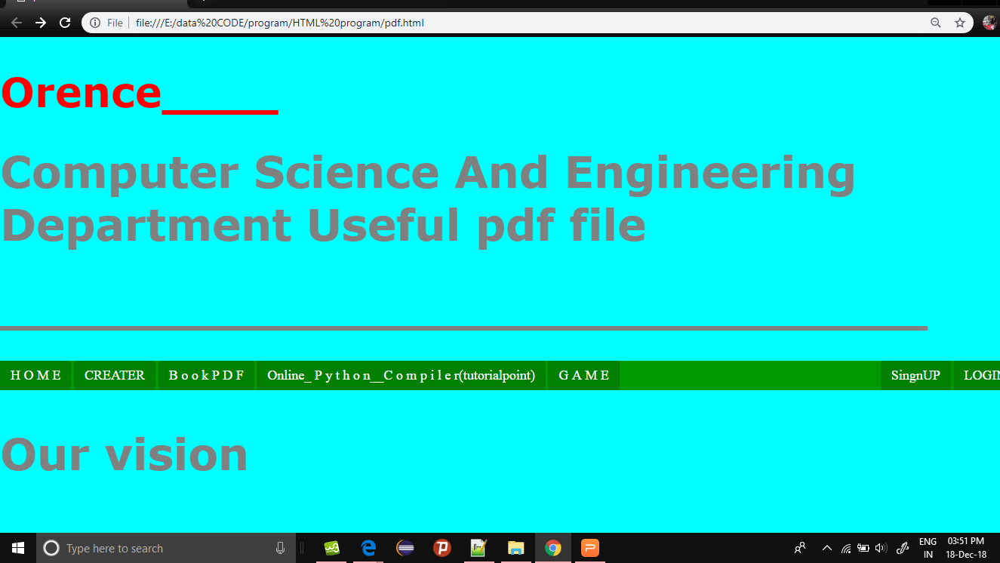 File file:///E:/data%20CODE/program/HTML%20program/pdf.html
Orence_____
Computer Science And Engineering
Department Useful pdf file
H O M E CREATER B o o k P D F Online_ P y t h o n__C o m p i l e r(tutorialpoint) G A M E SingnUP LOGIN
Our vision
Type here to search
ENG 03:51 PM
IN 18-Dec-18